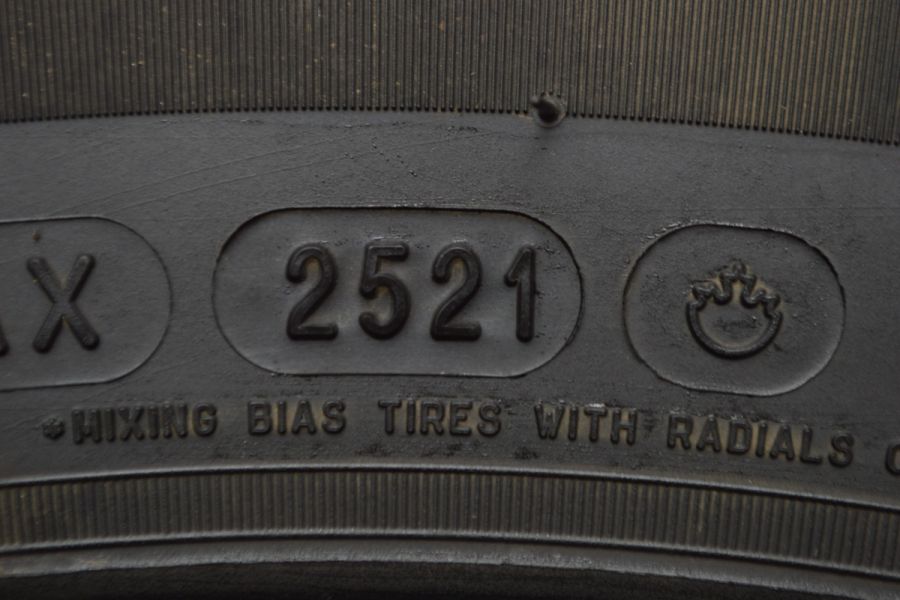 X 2521
*MIXING BIAS TIRES WITH RADIALS